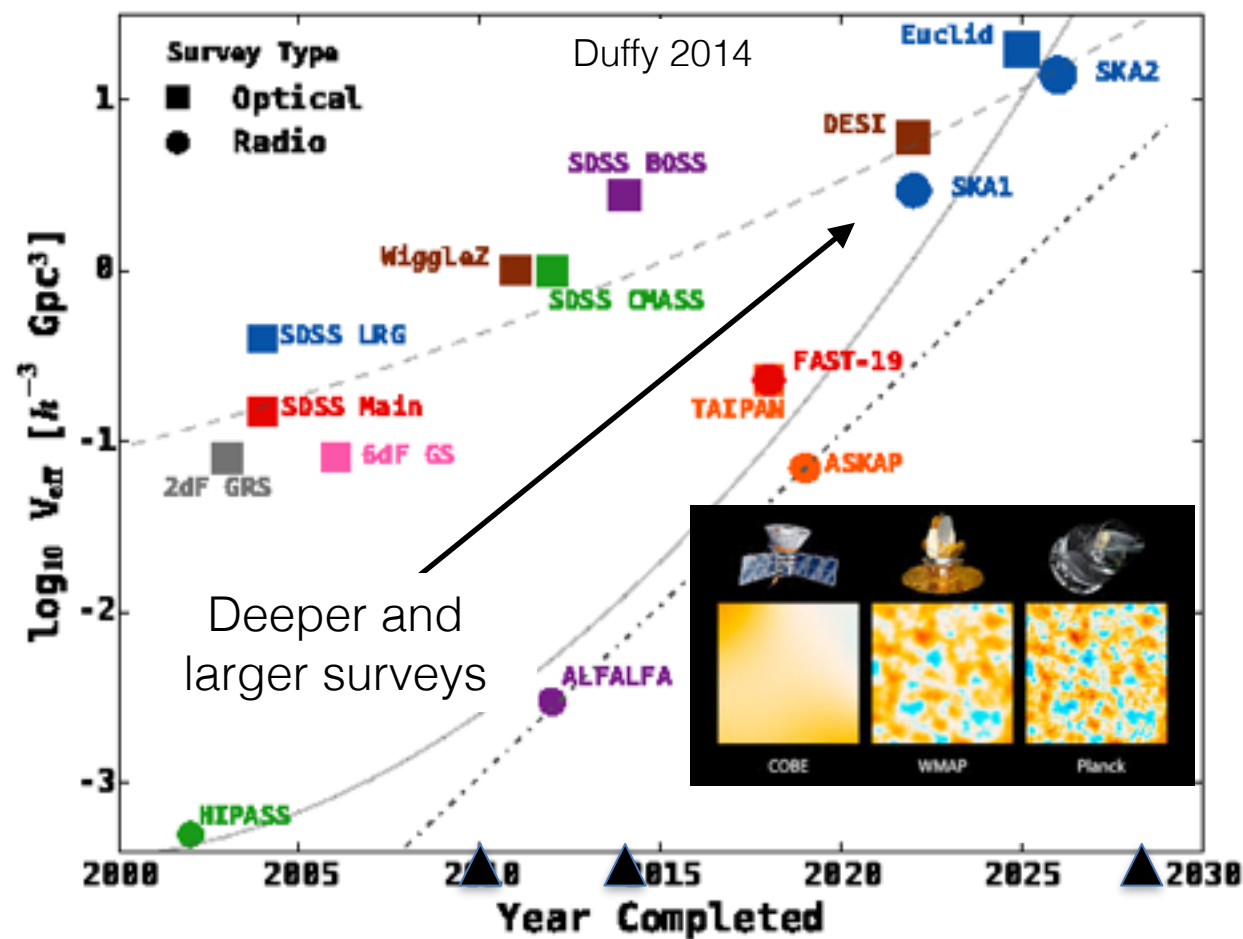 Survey Type
Optical
Radio
Duffy 2014
Euclid
SKA2
DESI
SKA1
SDSS BOSS
WiggleZ
SDSS CMASS
SDSS LRG
SDSS Main
2dF GRS
6dF GS
FAST-19
TAIPAN
ASKAP
ALFALFA
HIPASS
Deeper and
larger surveys
COBE WMAP Planck
log₁₀ Vₑff [h⁻³ Gpc³]
1
0
-1
-2
-3
2000 2005 2010 2015 2020 2025 2030
Year Completed